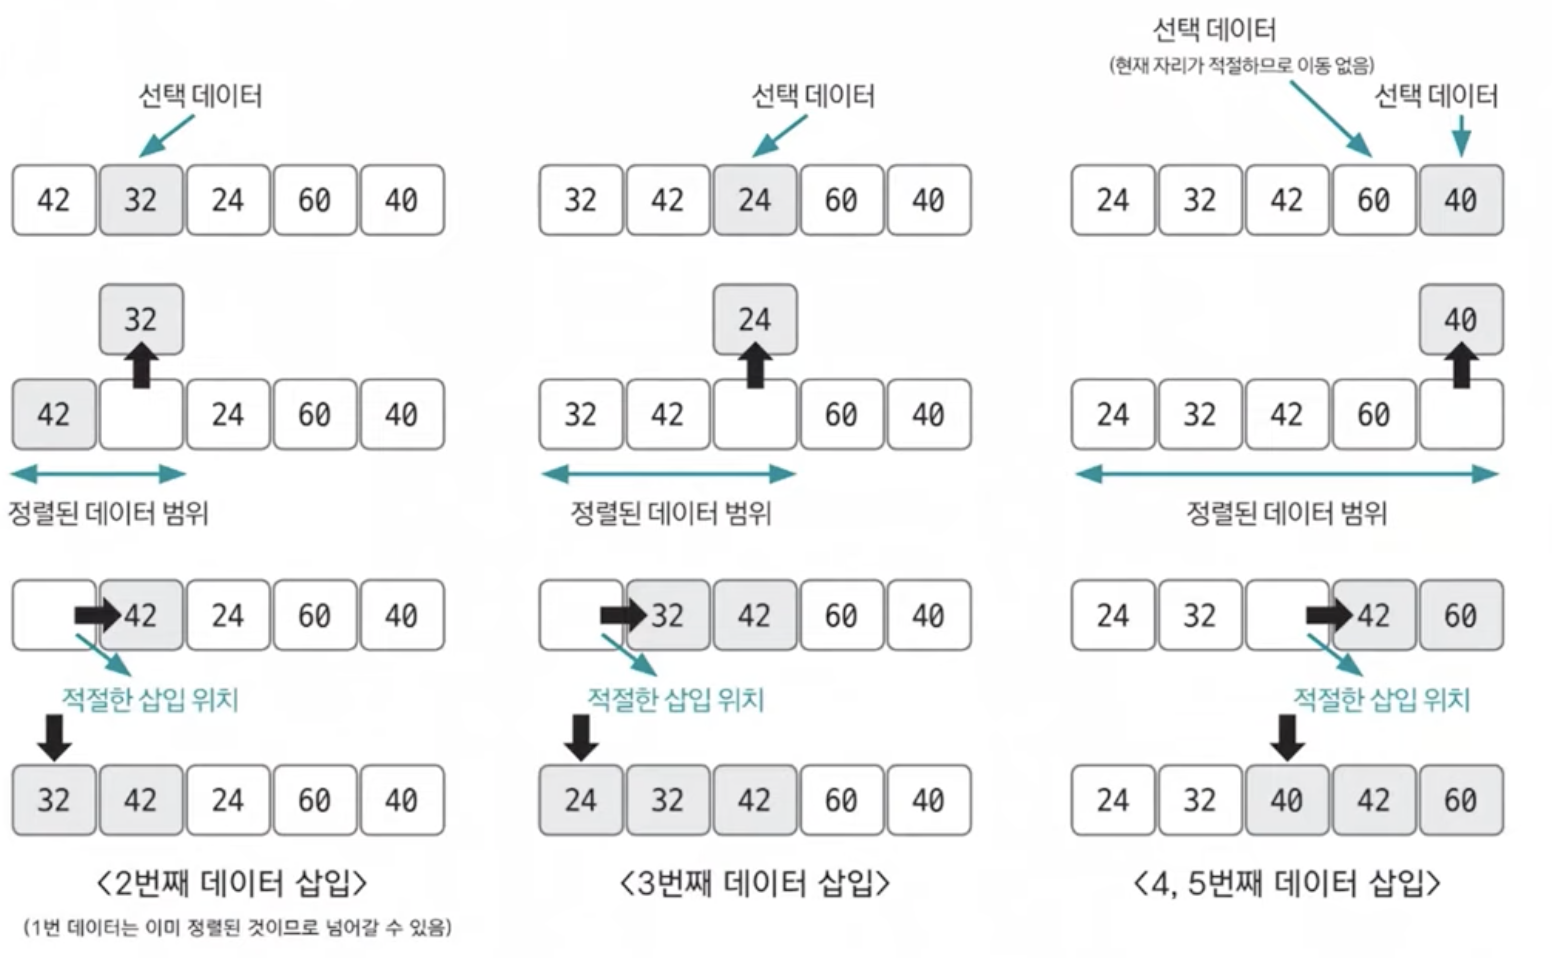 선택 데이터
42 32 24 60 40
32
42 24 60 40
정렬된 데이터 범위
42 24 60 40
적절한 삽입 위치
32 42 24 60 40
<2번째 데이터 삽입>
(1번 데이터는 이미 정렬된 것이므로 넘어갈 수 있음)
선택 데이터
32 42 24 60 40
24
32 42 60 40
정렬된 데이터 범위
32 42 60 40
적절한 삽입 위치
24 32 42 60 40
<3번째 데이터 삽입>
선택 데이터
(현재 자리가 적절하므로 이동 없음)
선택 데이터
24 32 42 60 40
40
24 32 42 60
정렬된 데이터 범위
24 32 42 60
적절한 삽입 위치
24 32 40 42 60
<4, 5번째 데이터 삽입>